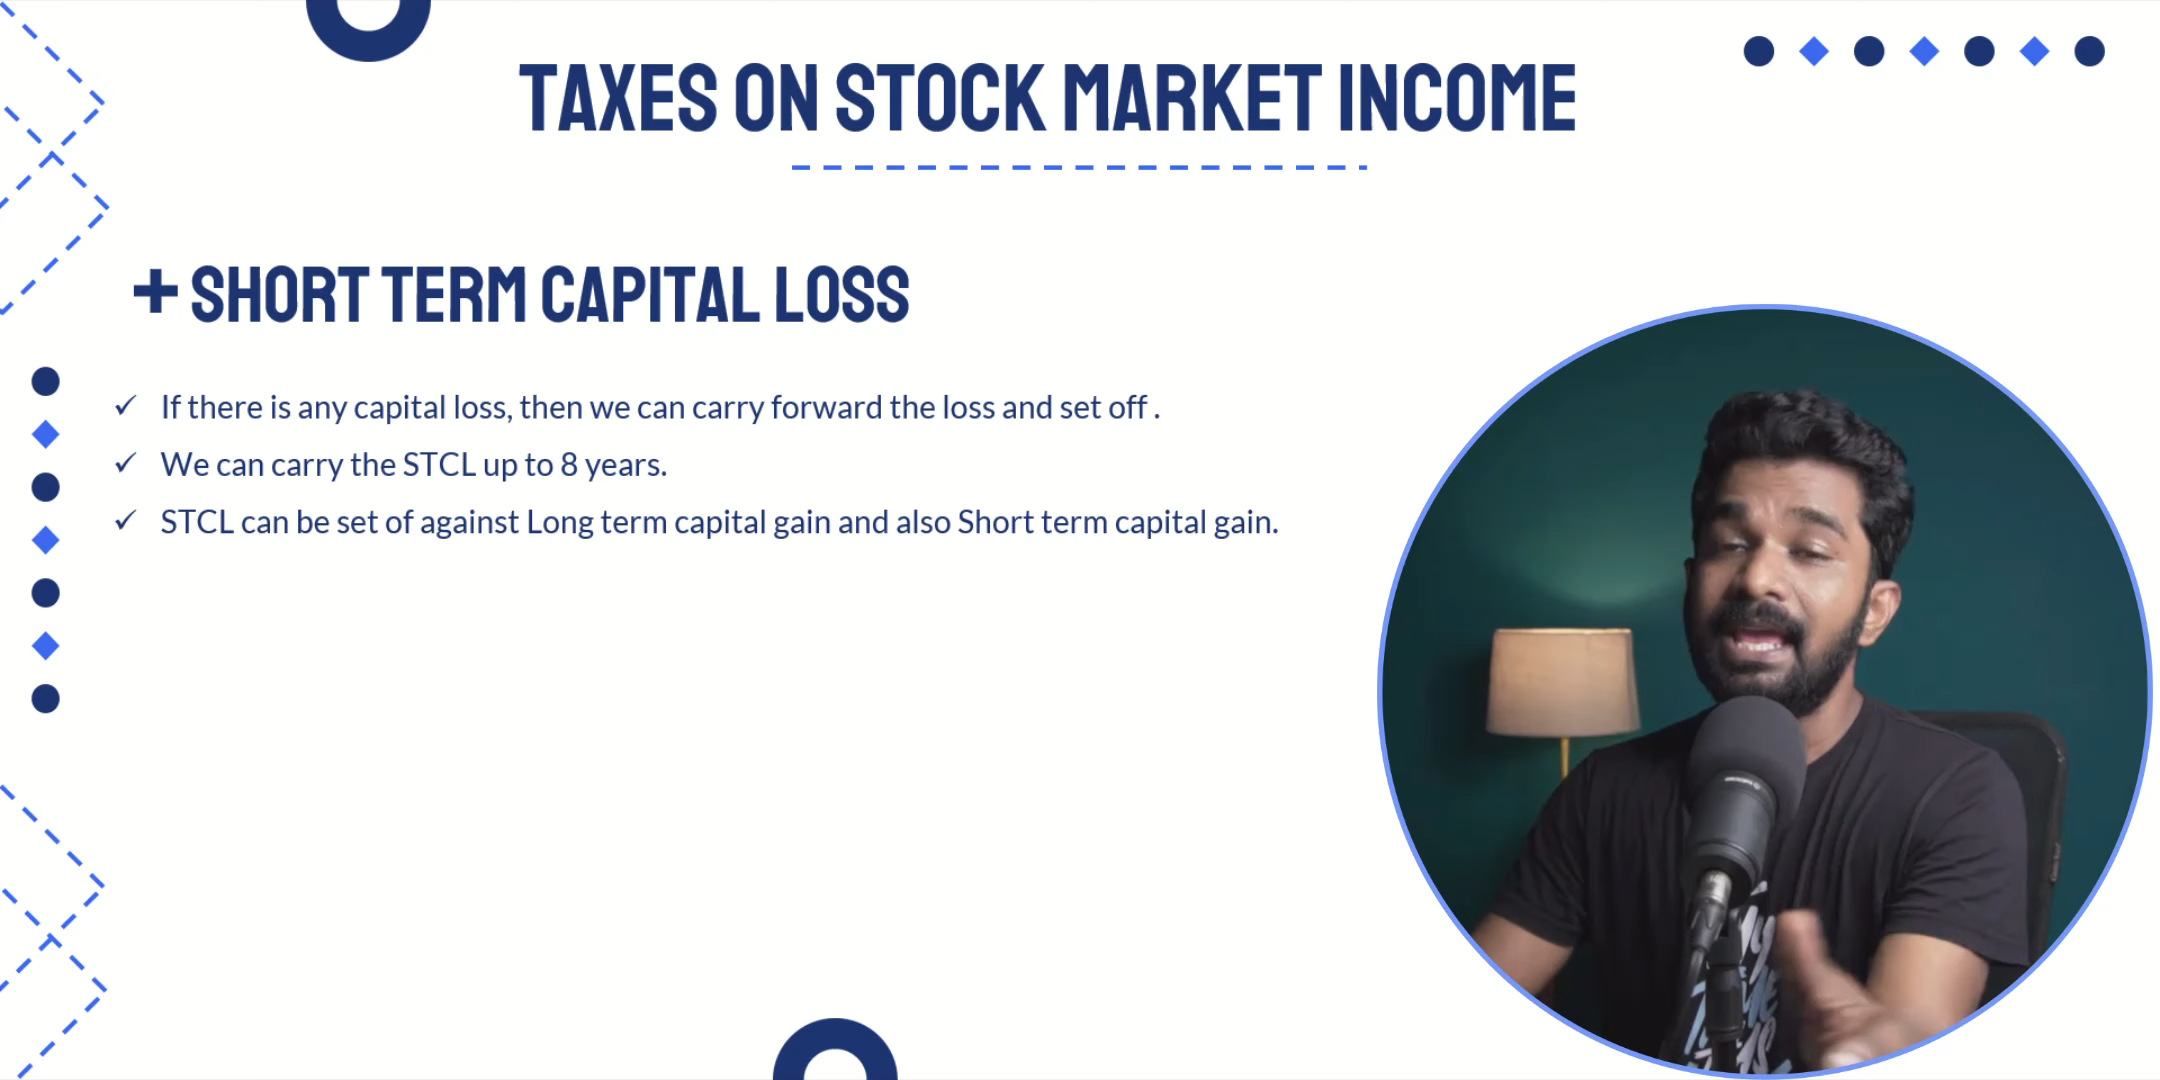 TAXES ON STOCK MARKET INCOME
+ SHORT TERM CAPITAL LOSS
✓ If there is any capital loss, then we can carry forward the loss and set off .
✓ We can carry the STCL up to 8 years.
✓ STCL can be set of against Long term capital gain and also Short term capital gain.